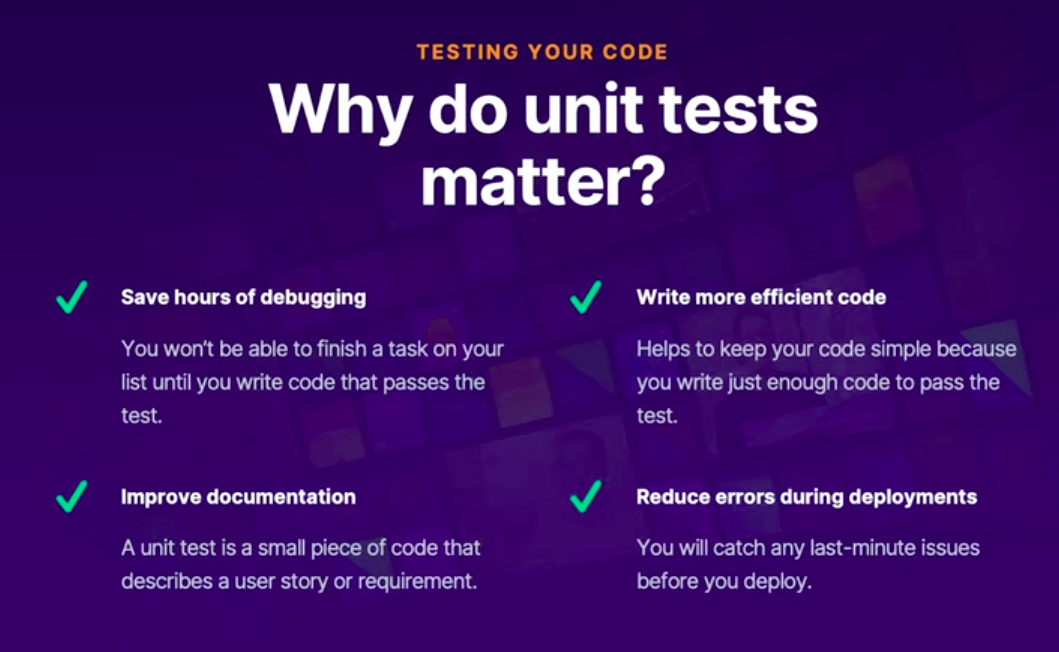 TESTING YOUR CODE
Why do unit tests
matter?
Save hours of debugging
You won't be able to finish a task on your
list until you write code that passes the
test.
Write more efficient code
Helps to keep your code simple because
you write just enough code to pass the
test.
Improve documentation
A unit test is a small piece of code that
describes a user story or requirement.
Reduce errors during deployments
You will catch any last-minute issues
before you deploy.